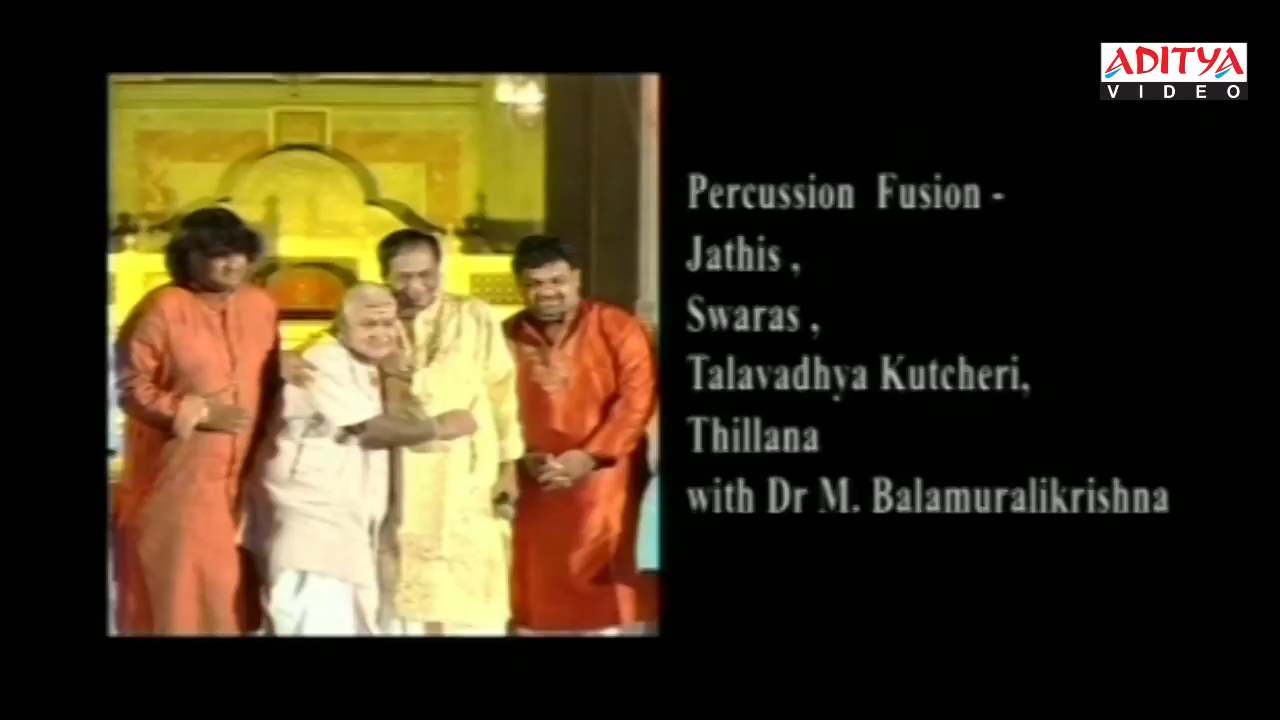 ADITYA
VIDEO
Percussion Fusion -
Jathis ,
Swaras ,
Talavadhya Kutcheri,
Thillana
with Dr M. Balamuralikrishna